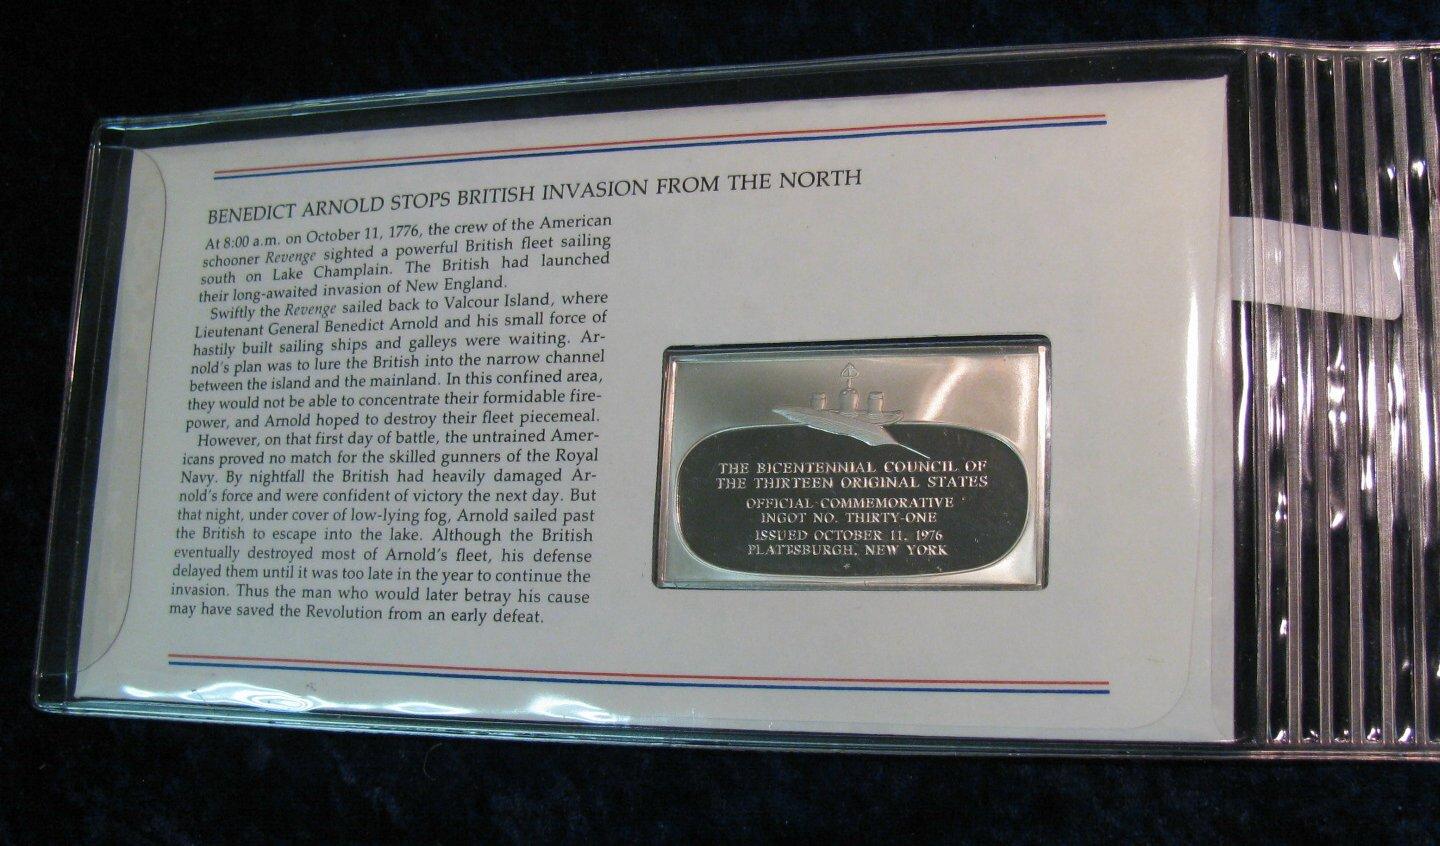 BENEDICT ARNOLD STOPS BRITISH INVASION FROM THE NORTH
At 8:00 a.m. on October 11, 1776, the crew of the American
schooner Revenge sighted a powerful British fleet sailing
south on Lake Champlain. The British had launched
their long-awaited invasion of New England.
Swiftly the Revenge sailed back to Valcour Island, where
Lieutenant General Benedict Arnold and his small force of
hastily built sailing ships and galleys were waiting. Ar-
nold's plan was to lure the British into the narrow channel
between the island and the mainland. In this confined area,
they would not be able to concentrate their formidable fire-
power, and Arnold hoped to destroy their fleet piecemeal.
However, on that first day of battle, the untrained Amer-
icans proved no match for the skilled gunners of the Royal
Navy. By nightfall the British had heavily damaged Ar-
nold's force and were confident of victory the next day. But
that night, under cover of low-lying fog, Arnold sailed past
the British to escape into the lake. Although the British
eventually destroyed most of Arnold's fleet, his defense
delayed them until it was too late in the year to continue the
invasion. Thus the man who would later betray his cause
may have saved the Revolution from an early defeat.
THE BICENTENNIAL COUNCIL OF
THE THIRTEEN ORIGINAL STATES
OFFICIAL COMMEMORATIVE
INGOT NO. THIRTY-ONE
ISSUED OCTOBER 11, 1976
PLATTSBURGH, NEW YORK